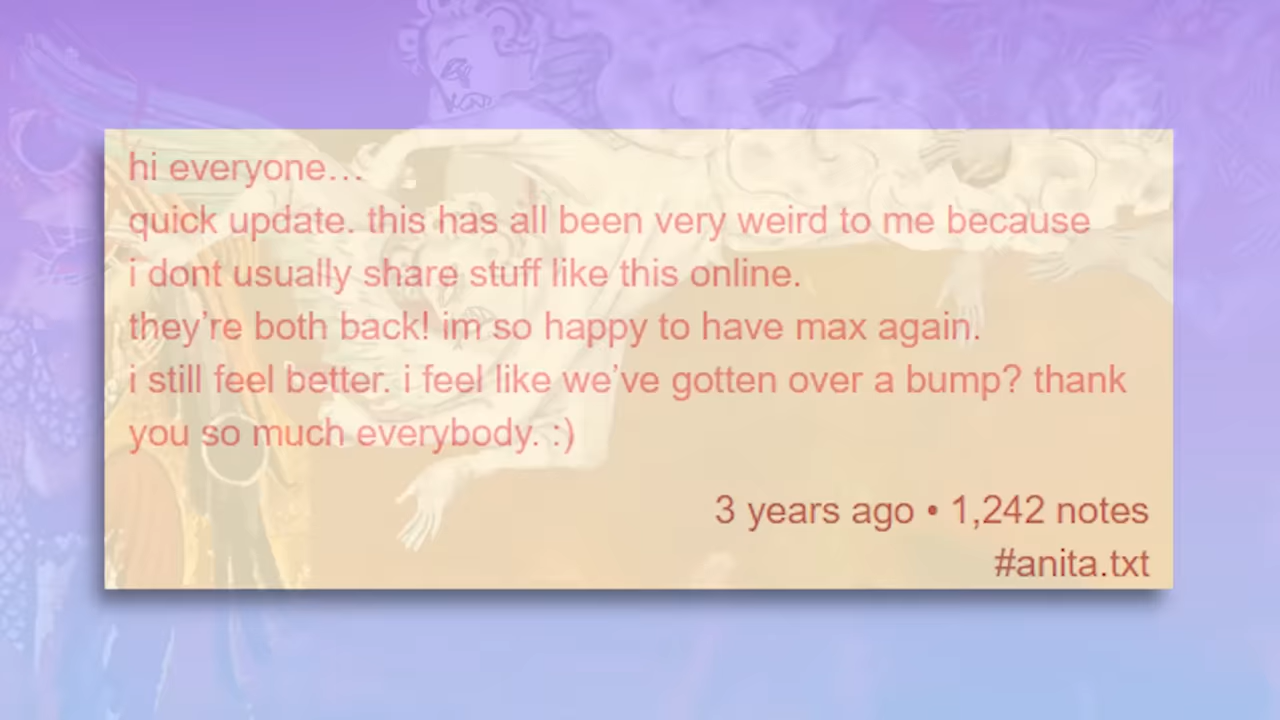 hi everyone…
quick update. this has all been very weird to me because
i dont usually share stuff like this online.
they’re both back! im so happy to have max again.
i still feel better. i feel like we’ve gotten over a bump? thank
you so much everybody. :)
3 years ago • 1,242 notes
#anita.txt